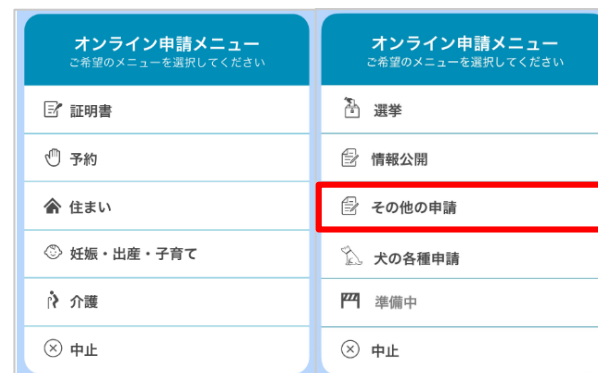 オンライン申請メニュー
ご希望のメニューを選択してください
証明書
予約
住まい
妊娠・出産・子育て
介護
中止
オンライン申請メニュー
ご希望のメニューを選択してください
選挙
情報公開
その他の申請
犬の各種申請
準備中
中止